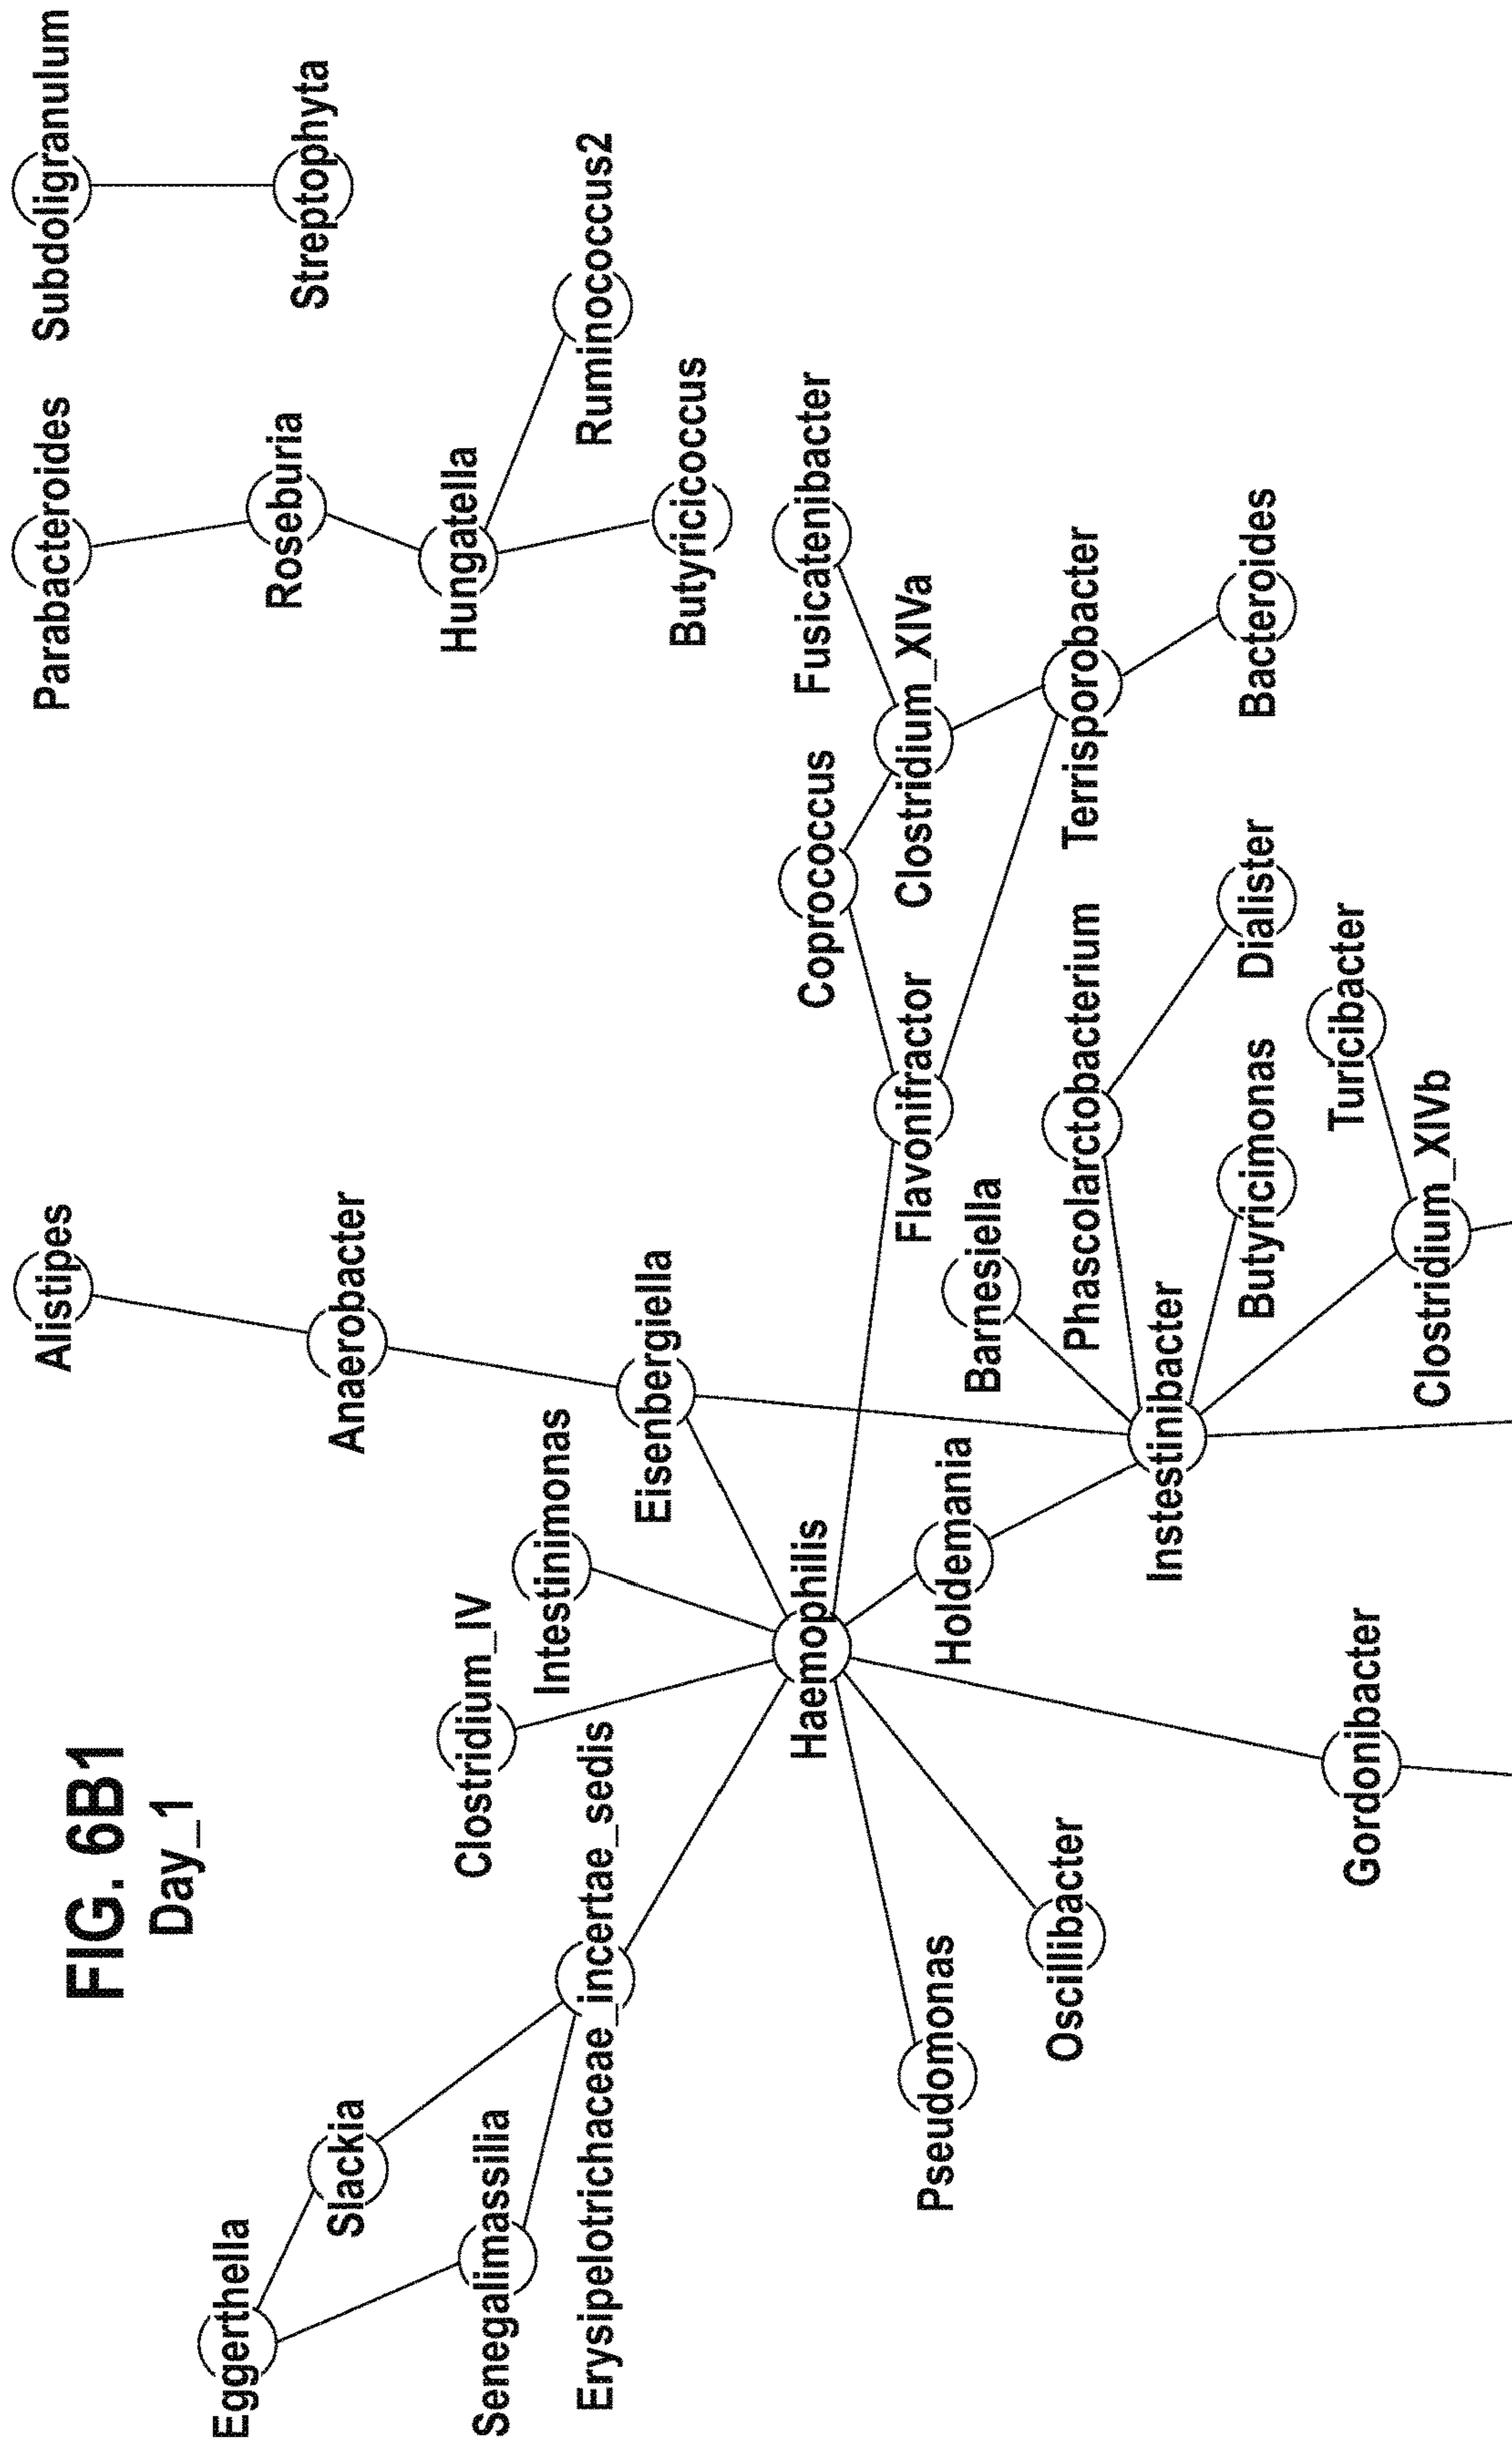 FIG. 6B1
Day_1
Eggerthella
Slackia
Senegalimassilia
Erysipelotrichaceae_incertae_sedis
Clostridium_IV
Intestinimonas
Alistipes
Anaerobacter
Eisenbergiella
Haemophilis
Pseudomonas
Oscillibacter
Gordonibacter
Holdemania
Instestinibacter
Barnesiella
Phascolarctobacterium
Dialister
Butyricimonas
Turicibacter
Clostridium_XIVb
Flavonifractor
Coprococcus
Clostridium_XIVa
Fusicatenibacter
Terrisporobacter
Bacteroides
Parabacteroides
Roseburia
Hungatella
Ruminococcus2
Butyricicoccus
Subdoligranulum
Streptophyta